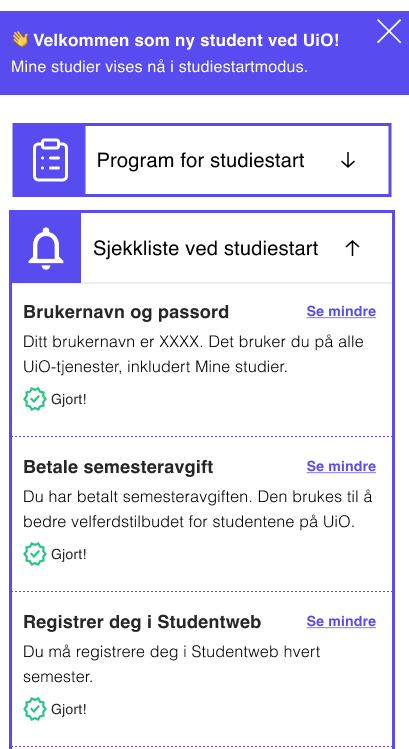 👋 Velkommen som ny student ved UiO!
Mine studier vises nå i studiestartmodus.
Program for studiestart ↓
Sjekkliste ved studiestart ↑
Brukernavn og passord Se mindre
Ditt brukernavn er XXXX. Det bruker du på alle
UiO-tjenester, inkludert Mine studier.
Gjort!
Betale semesteravgift Se mindre
Du har betalt semesteravgiften. Den brukes til å
bedre velferdstilbudet for studentene på UiO.
Gjort!
Registrer deg i Studentweb Se mindre
Du må registrere deg i Studentweb hvert
semester.
Gjort!